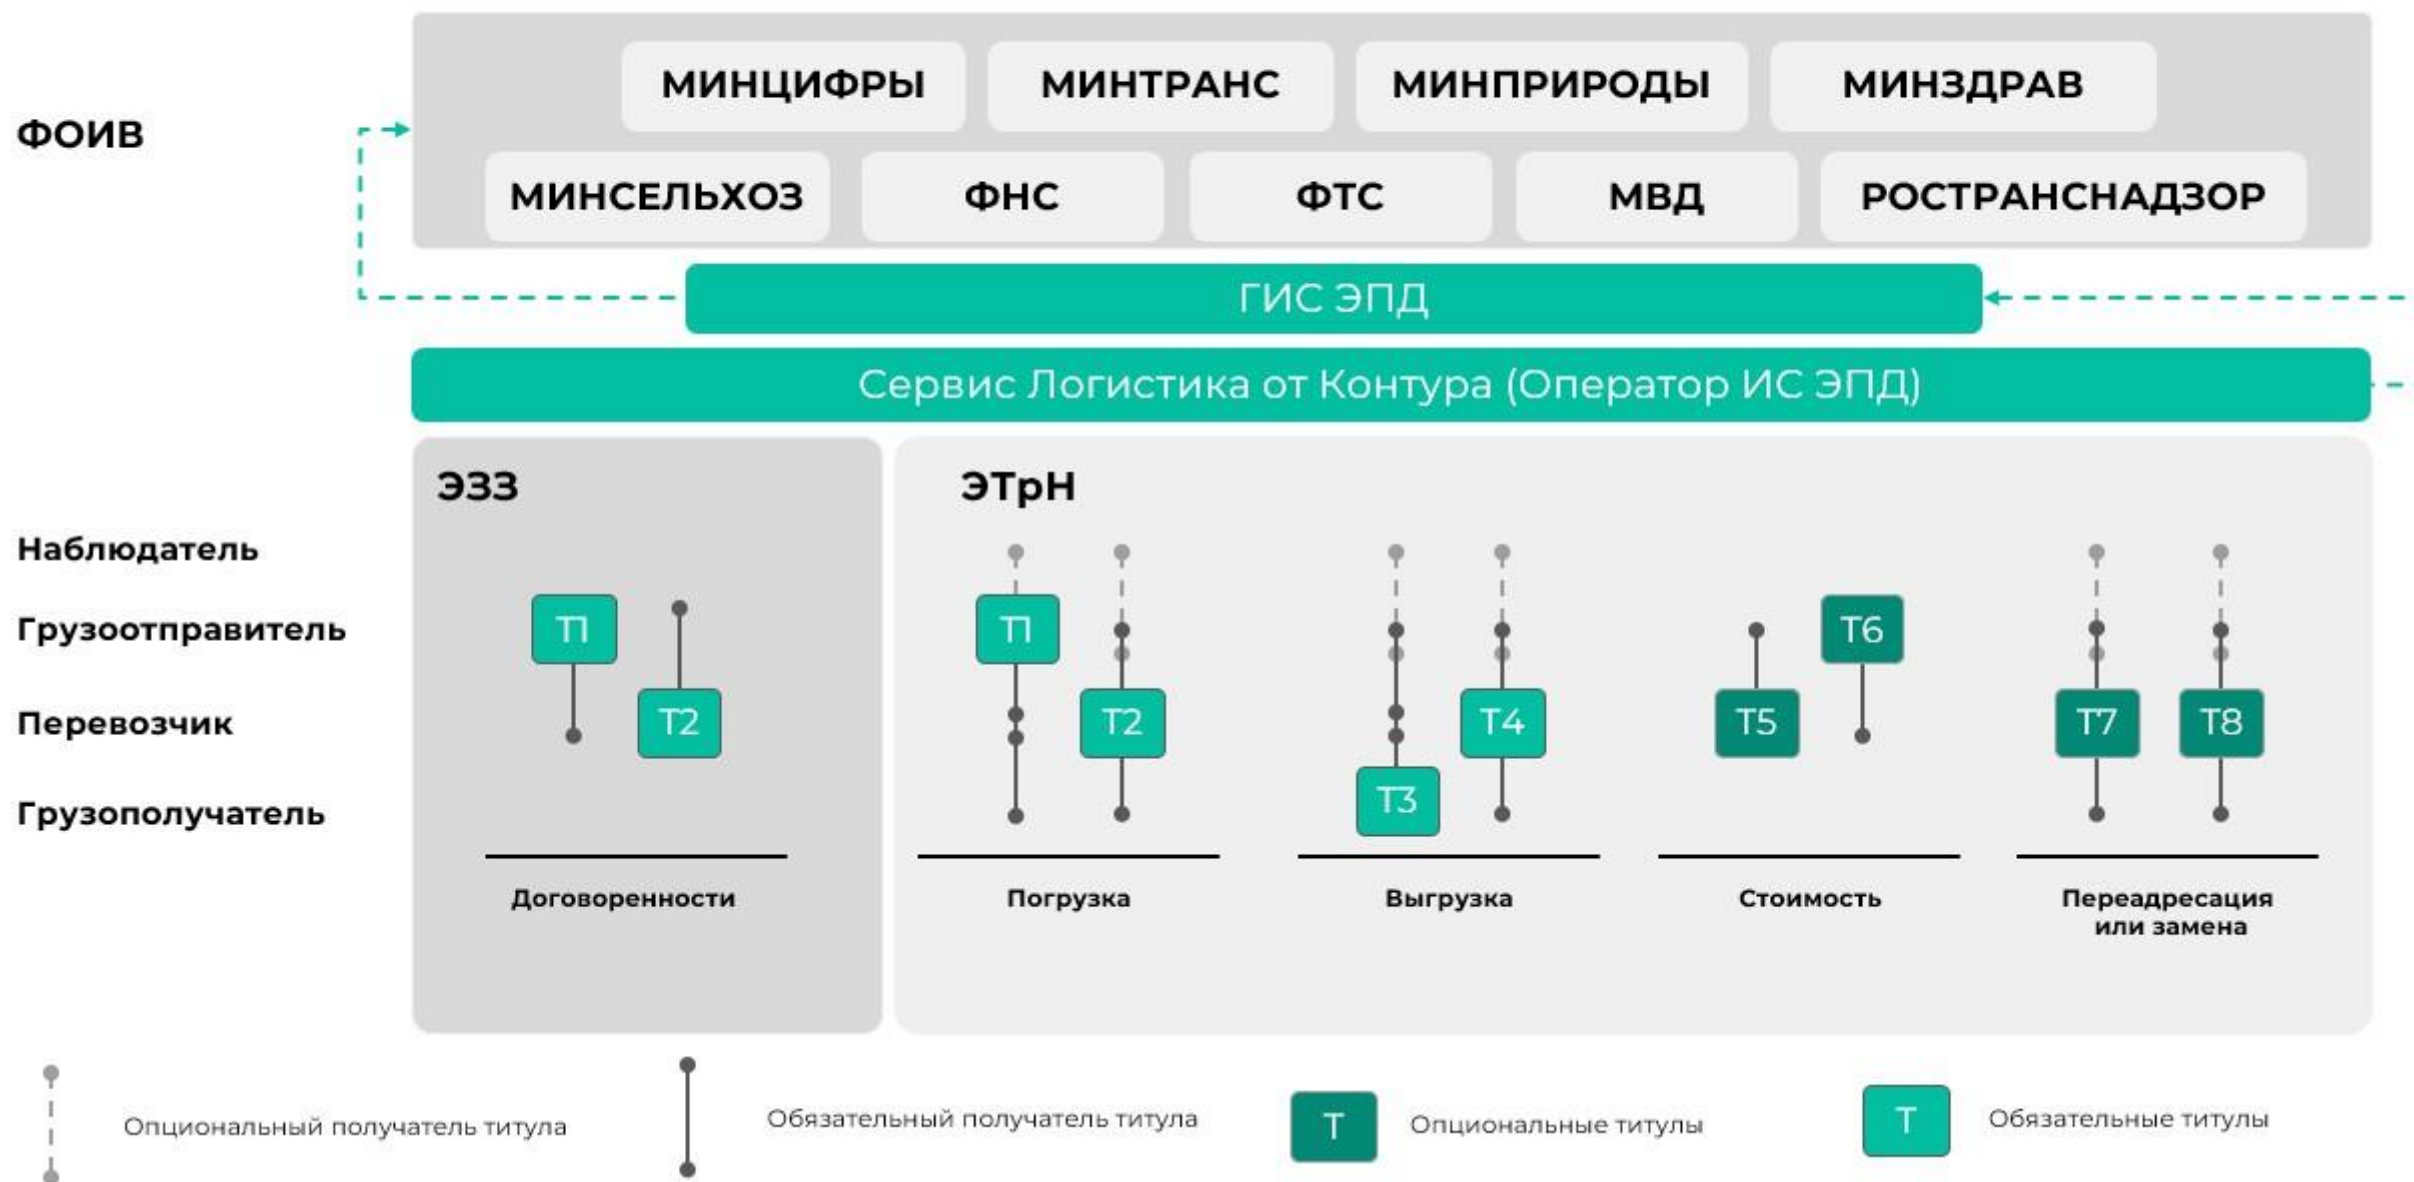 МИНЦИФРЫ МИНТРАНС МИНПРИРОДЫ МИНЗДРАВ
ФОИВ
МИНСЕЛЬХОЗ ФНС ФТС МВД РОСТРАНСНАДЗОР
ГИС ЭПД
Сервис Логистика от Контура (Оператор ИС ЭПД)
ЭЗЗ ЭТрН
Наблюдатель
Грузоотправитель Т1 Т1 Т6
Перевозчик Т2 Т2 Т4 Т5 Т7 Т8
Грузополучатель Т3
Договоренности Погрузка Выгрузка Стоимость Переадресация
или замена
Опциональный получатель титула Обязательный получатель титула Т Опциональные титулы Т Обязательные титулы